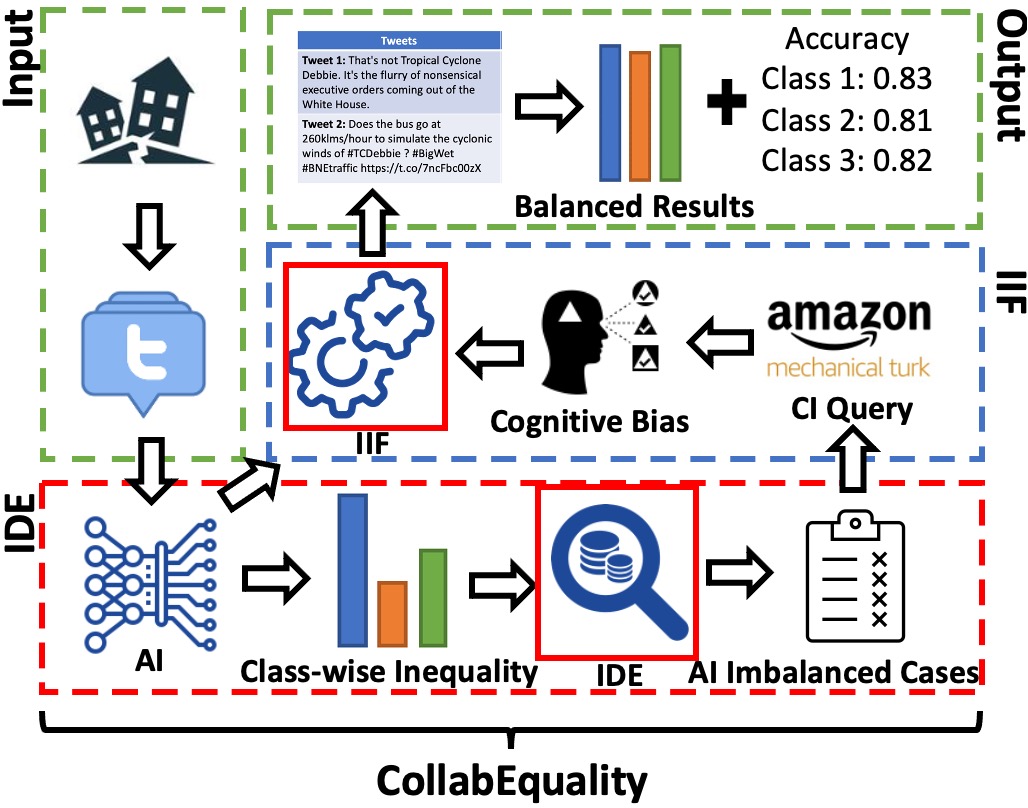 Input
Output
Tweets
Tweet 1: That's not Tropical Cyclone
Debbie. It's the flurry of nonsensical
executive orders coming out of the
White House.
Tweet 2: Does the bus go at
260klms/hour to simulate the cyclonic
winds of #TCDebbie ? #BigWet
#BNEtraffic https://t.co/7ncFbc00zX
Accuracy
Class 1: 0.83
Class 2: 0.81
Class 3: 0.82
Balanced Results
IIF
IIF
Cognitive Bias
amazon
mechanical turk
CI Query
IDE
AI
Class-wise Inequality
IDE
AI Imbalanced Cases
CollabEquality